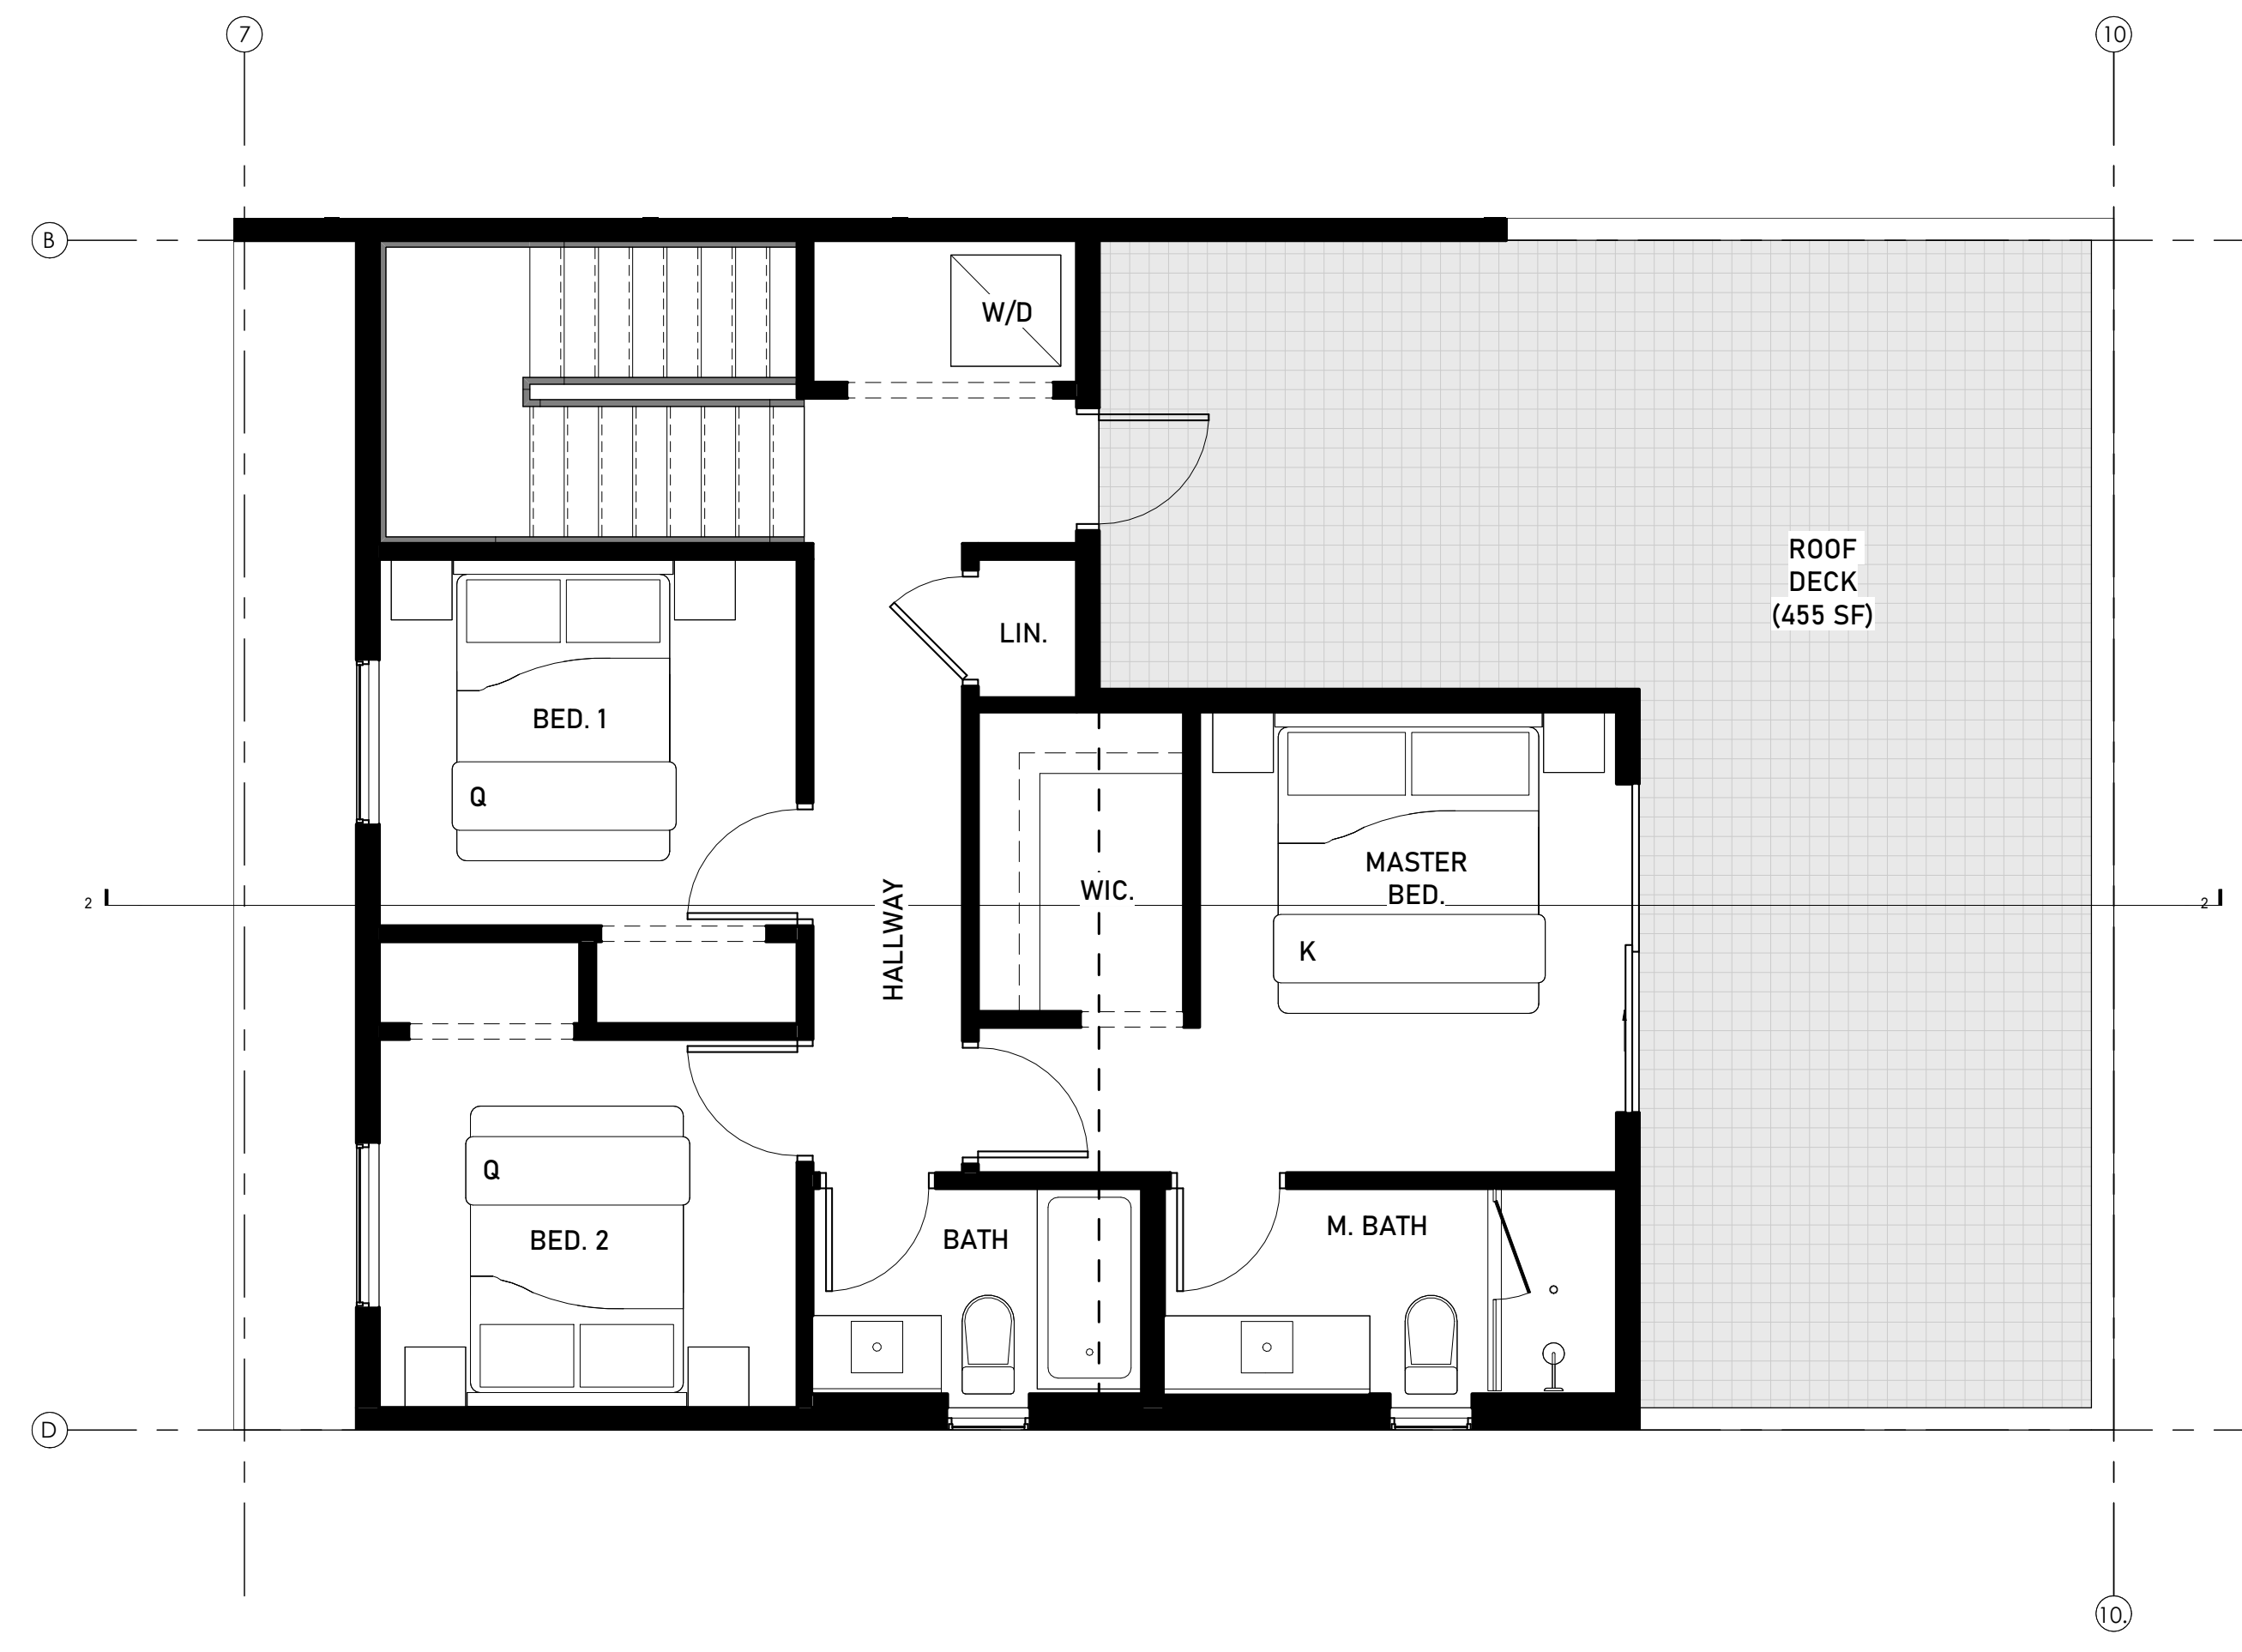 7
10
B
W/D
ROOF
DECK
(455 SF)
LIN.
BED. 1
Q
MASTER
BED.
WIC.
HALLWAY
2
2
K
Q
BED. 2
BATH
M. BATH
D
10.